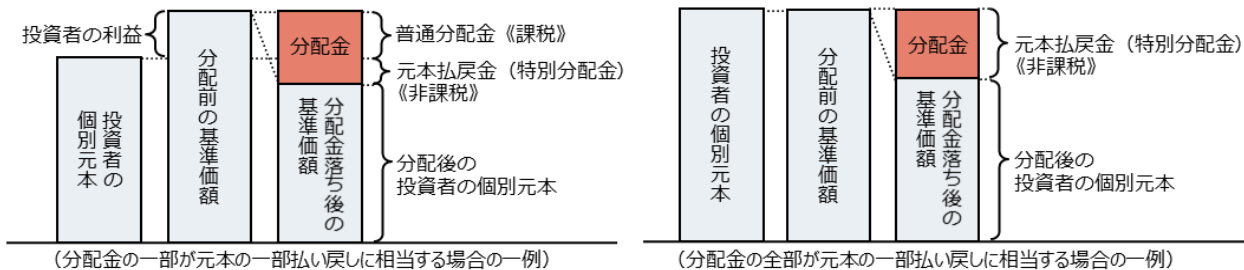 投資者の利益
投資者の
個別元本
分配前の基準価額
分配金
分配金落ち後の
基準価額
普通分配金《課税》
元本払戻金（特別分配金）
《非課税》
分配後の
投資者の個別元本
（分配金の一部が元本の一部払い戻しに相当する場合の一例）
投資者の個別元本
分配前の基準価額
分配金
分配金落ち後の
基準価額
元本払戻金（特別分配金）
《非課税》
分配後の
投資者の個別元本
（分配金の全部が元本の一部払い戻しに相当する場合の一例）